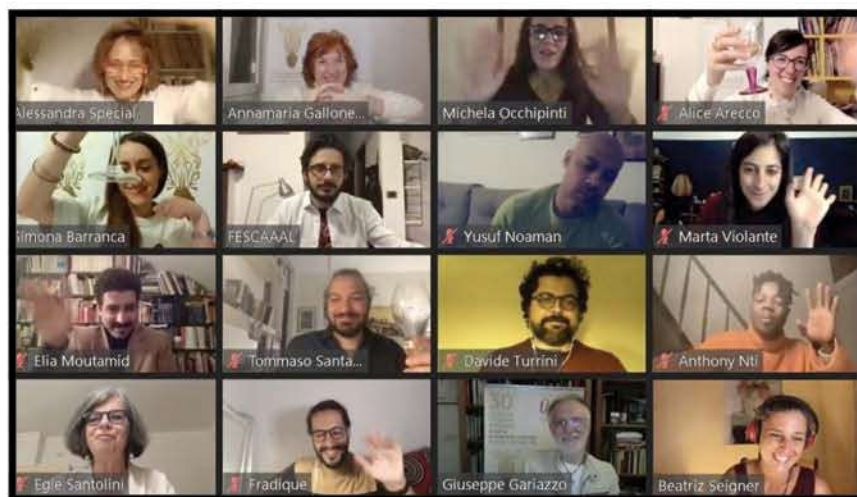 Alessandra Special
Annamaria Gallone...
Michela Occhipinti
Alice Arecco
Simona Barranca
FESCAAAL
Yusuf Noaman
Marta Violante
Elia Moutamid
Tommaso Santa...
Davide Turrini
Anthony Nti
Egle Santolini
Fradique
Giuseppe Gariazzo
Beatriz Seigner
30